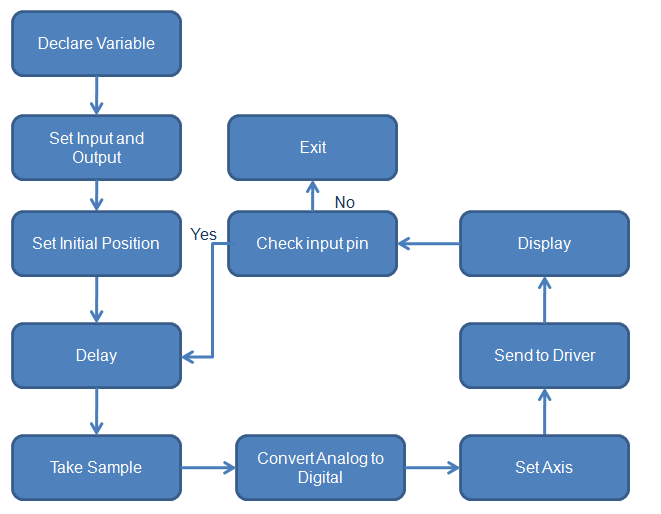 Declare Variable
Set Input and
Output
Exit
No
Set Initial Position
Yes
Check input pin
Display
Delay
Send to Driver
Take Sample
Convert Analog to
Digital
Set Axis